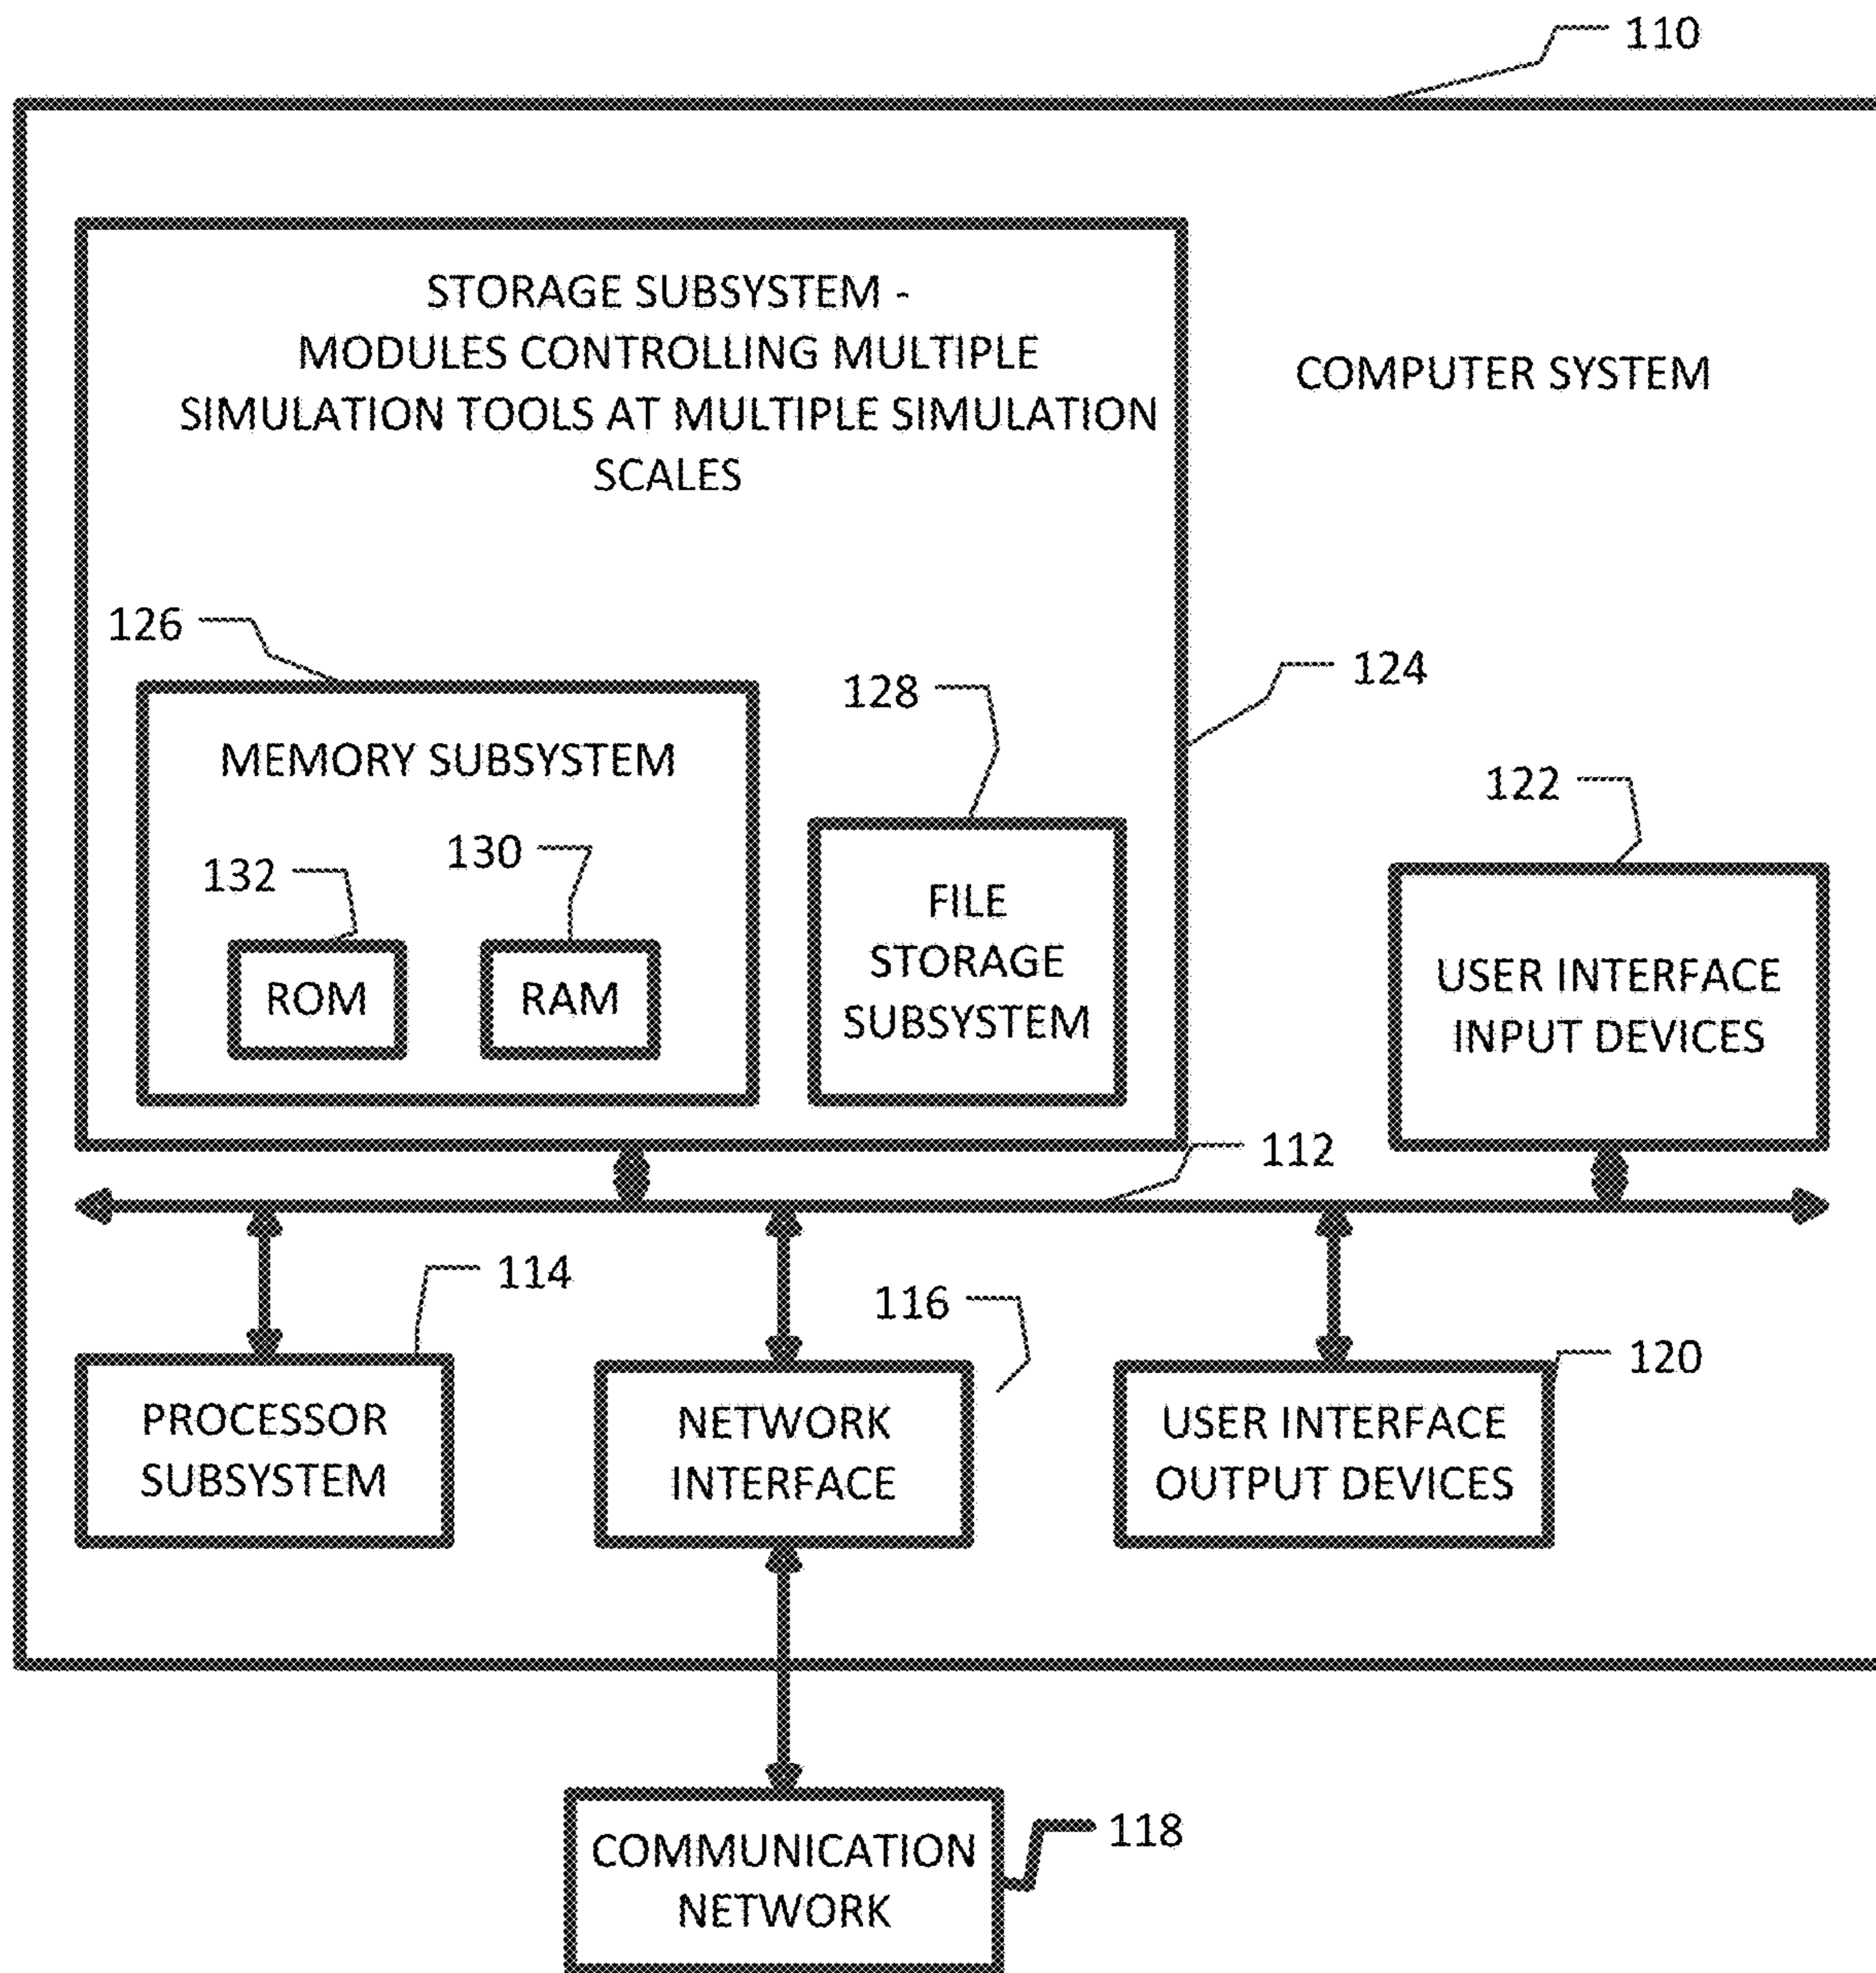 110
STORAGE SUBSYSTEM -
MODULES CONTROLLING MULTIPLE
SIMULATION TOOLS AT MULTIPLE SIMULATION
SCALES
COMPUTER SYSTEM
126
124
128
MEMORY SUBSYSTEM
122
130
132
FILE
STORAGE
SUBSYSTEM
ROM
RAM
USER INTERFACE
INPUT DEVICES
112
114
116
120
PROCESSOR
SUBSYSTEM
NETWORK
INTERFACE
USER INTERFACE
OUTPUT DEVICES
118
COMMUNICATION
NETWORK